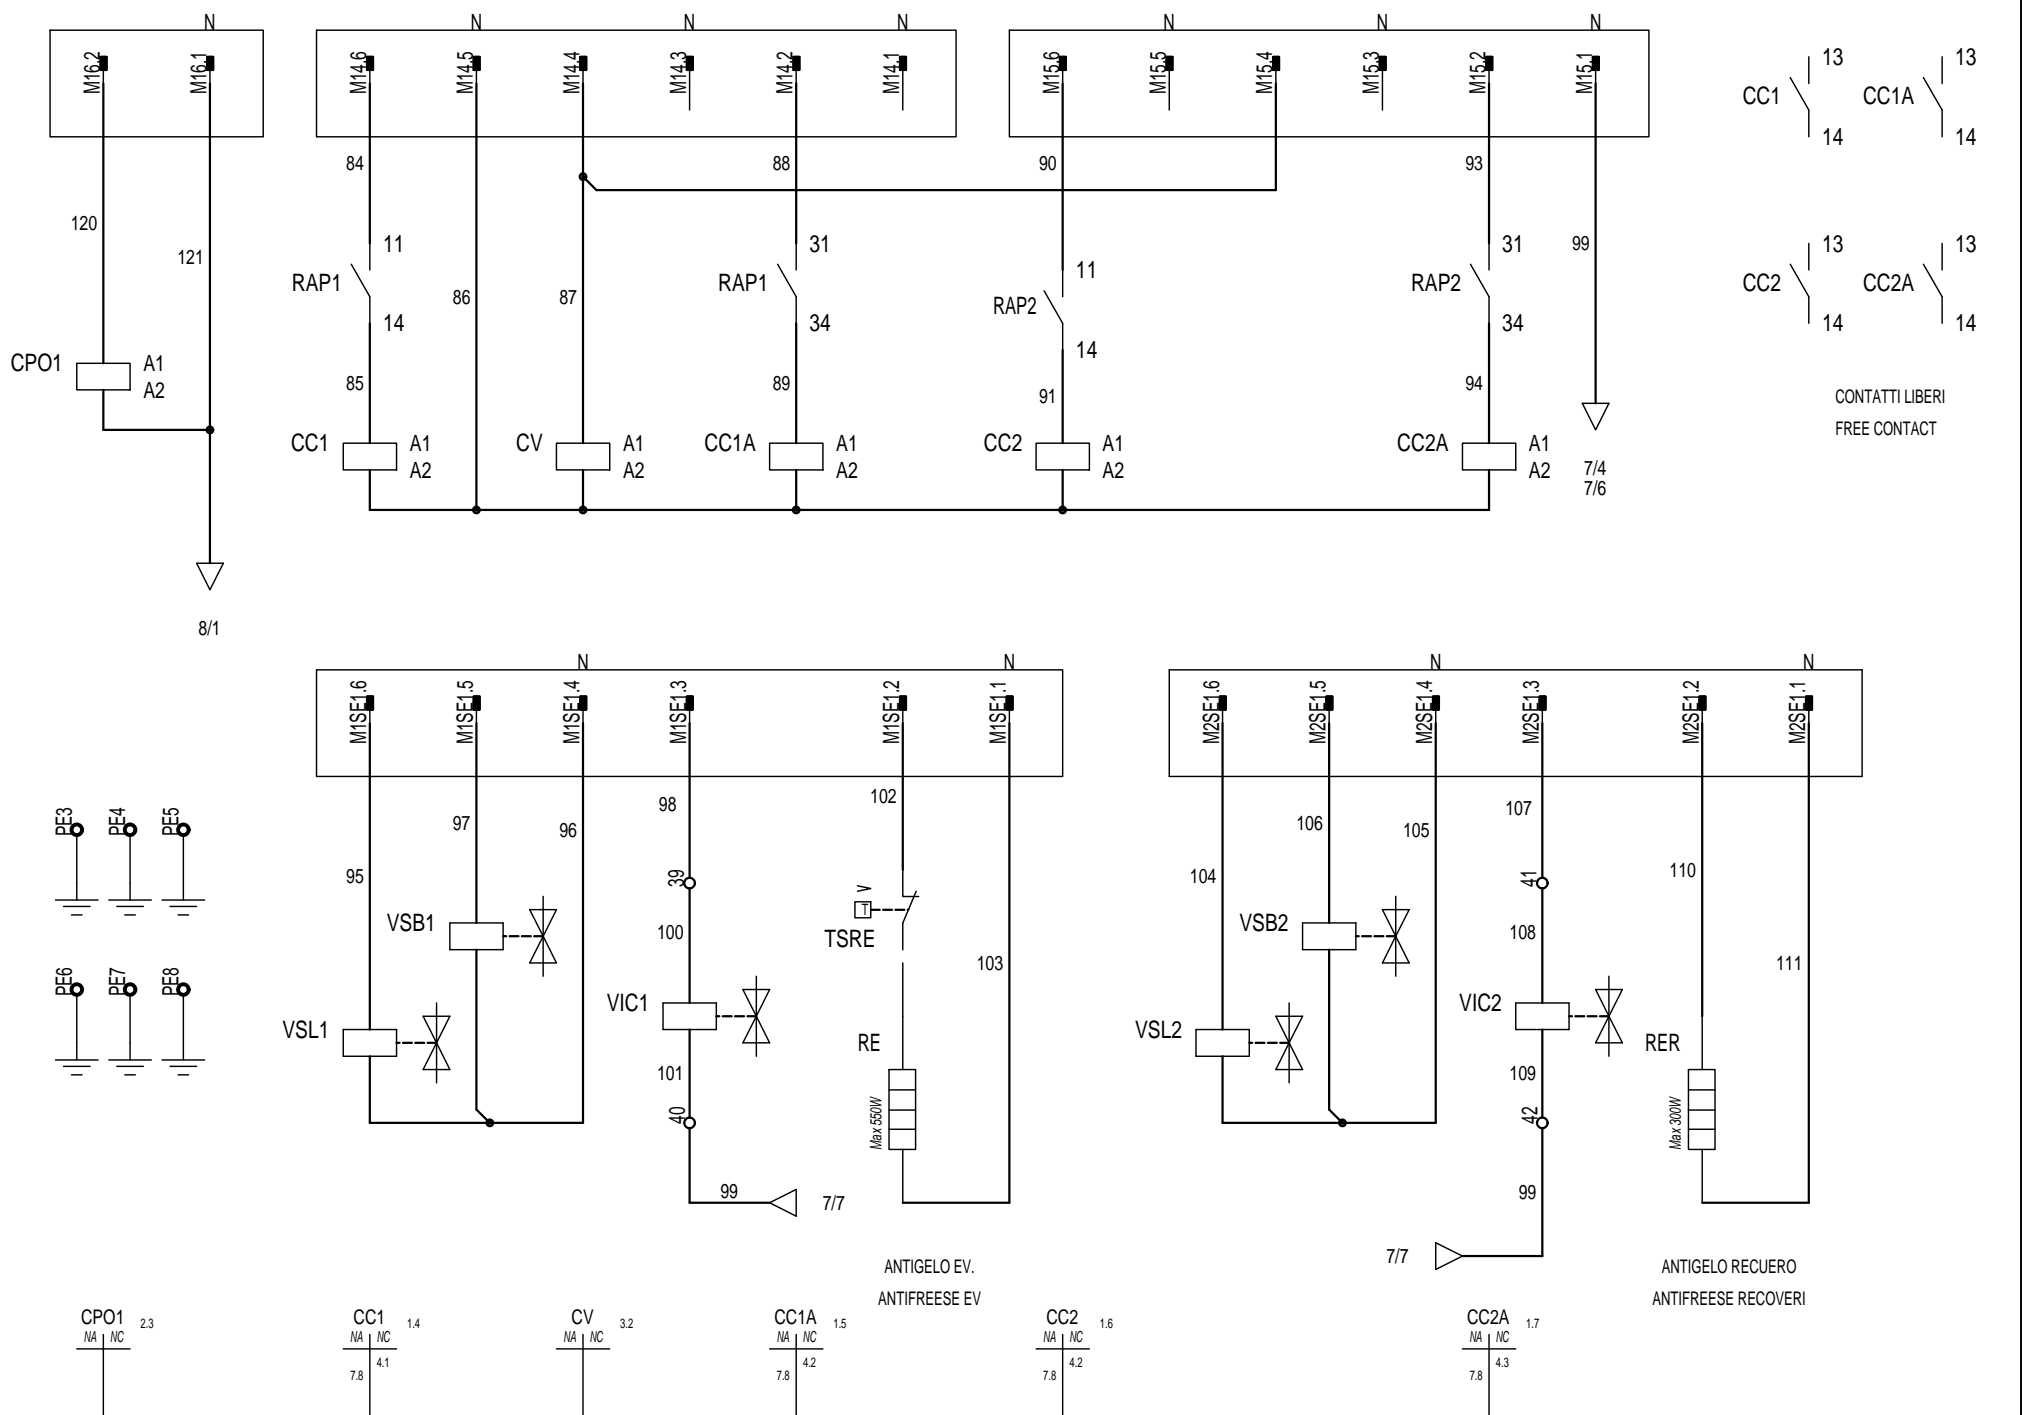 N N N N N N N
M16.2 M16.1 M14.6 M14.5 M14.4 M14.3 M14.2 M14.1 M15.6 M15.5 M15.4 M15.3 M15.2 M15.1
13 13
CC1 CC1A
14 14
84 88 90 93
120 121
11 31 11 31 99 13 13
RAP1 86 87 RAP1 RAP2 RAP2 CC2 CC2A
14 34 14 34 14 14
CPO1 A1
A2
85 89 91 94
CONTATTI LIBERI
FREE CONTACT
CC1 A1 CV A1 CC1A A1 CC2 A1 CC2A A1
A2 A2 A2 A2 A2
7/4
7/6
8/1
N N N N
M1SE1.6 M1SE1.5 M1SE1.4 M1SE1.3 M1SE1.2 M1SE1.1 M2SE1.6 M2SE1.5 M2SE1.4 M2SE1.3 M2SE1.2 M2SE1.1
98 102 107
PE3 PE4 PE5
97 96 106 105
95 39 104 41 110
V
T
VSB1 100 TSRE VSB2 108
103 111
PE6 PE7 PE8
VIC1 VIC2
VSL1 RE VSL2 RER
101 109
40 42
Max 550W Max 300W
99 7/7 99
7/7
ANTIGELO EV. ANTIGELO RECUERO
ANTIFREESE EV ANTIFREESE RECOVERI
CPO1 2.3 CC1 1.4 CV 3.2 CC1A 1.5 CC2 1.6 CC2A 1.7
NA NC NA NC NA NC NA NC NA NC NA NC
4.1 4.2 4.2 4.3
7.8 7.8 7.8 7.8